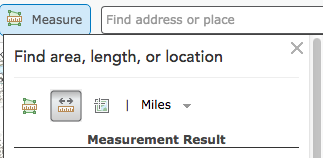 Measure Find address or place
Find area, length, or location
| Miles
Measurement Result